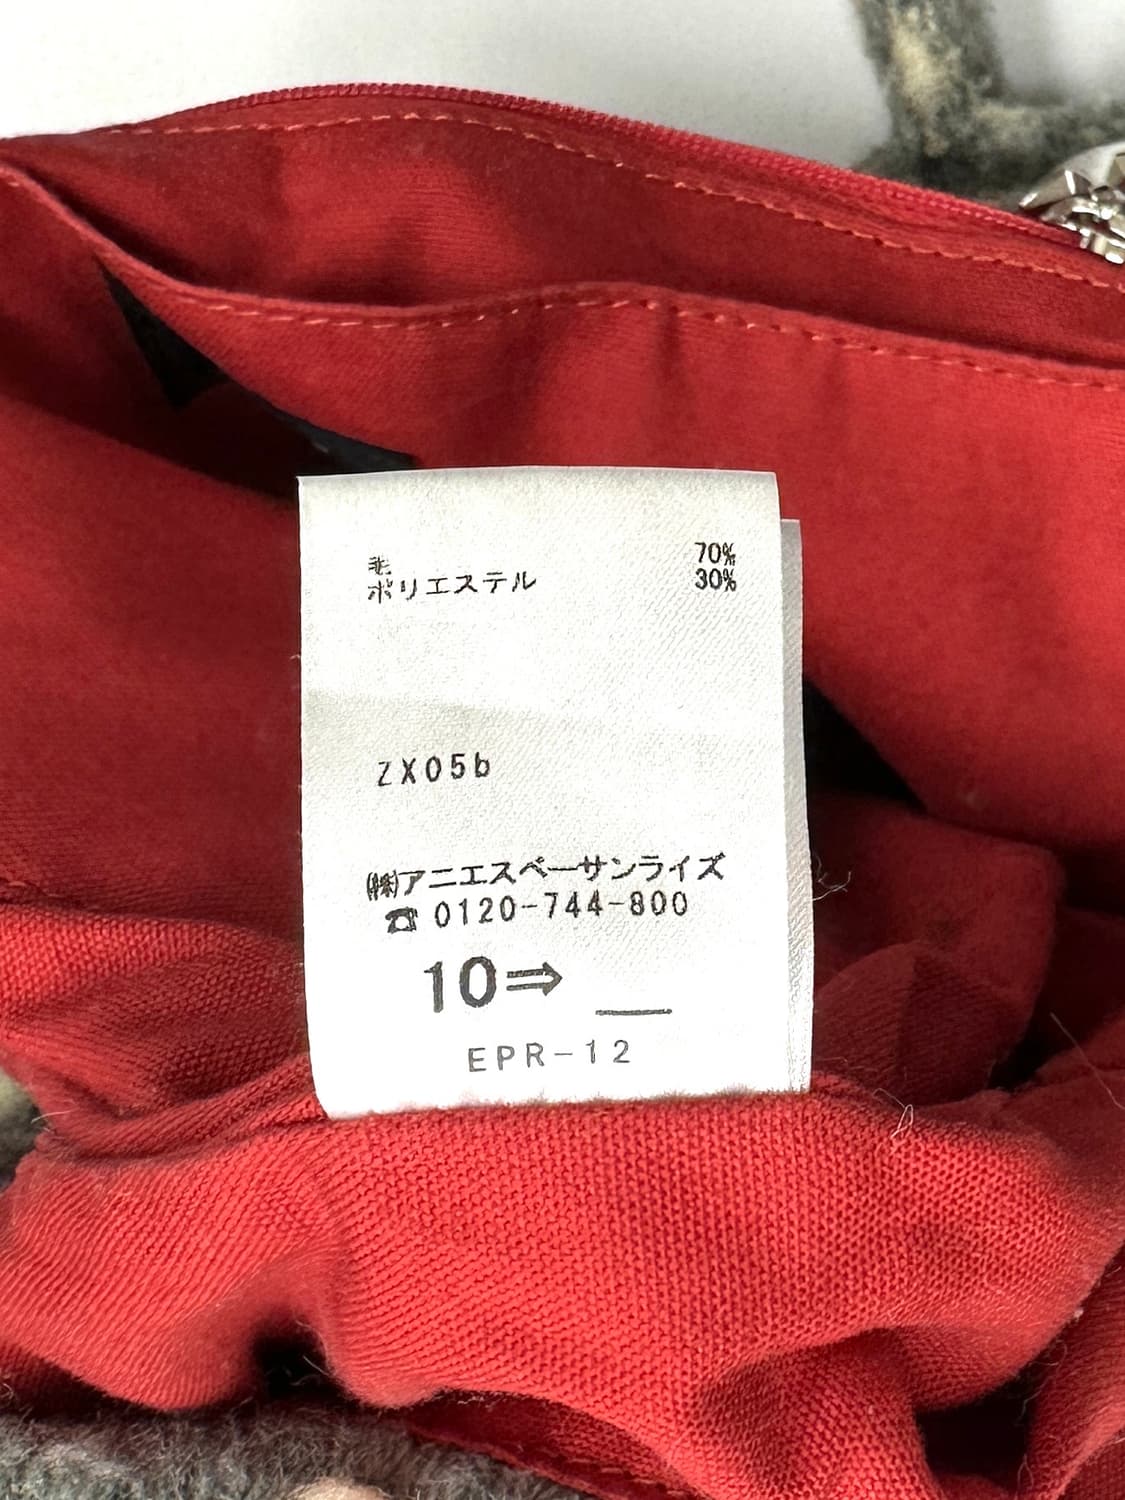 毛 70%
ポリエステル 30%
ZX05b
㈱アニエスベーサンライズ
☎ 0120-744-800
10⇒ __
EPR-12